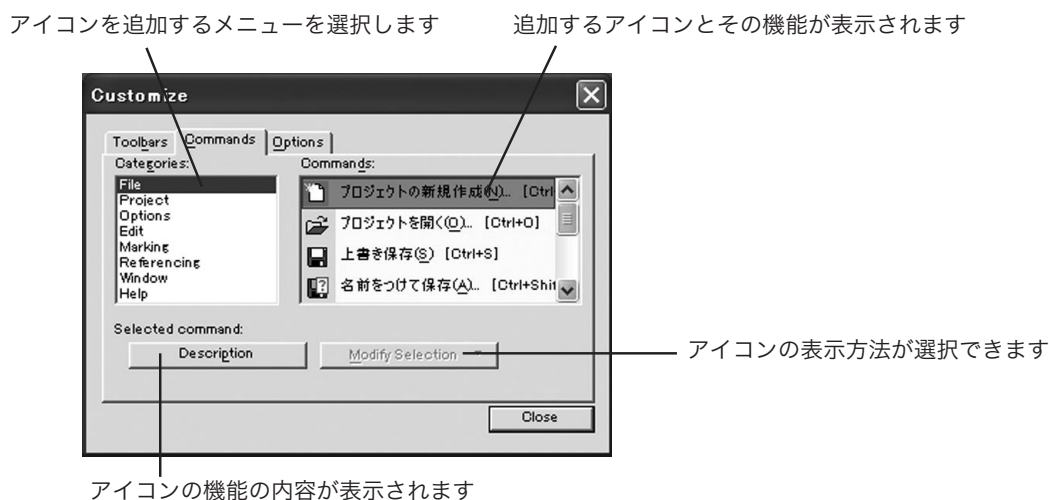 アイコンを追加するメニューを選択します
追加するアイコンとその機能が表示されます
Customize
Toolbars Commands Options
Categories:
Commands:
File
Project
Options
Edit
Marking
Referencing
Window
Help
プロジェクトの新規作成(N)... [Ctrl
プロジェクトを開く(O)... [Ctrl+O]
上書き保存(S) [Ctrl+S]
名前をつけて保存(A)... [Ctrl+Shif
Selected command:
Description
Modify Selection
アイコンの表示方法が選択できます
Close
アイコンの機能の内容が表示されます